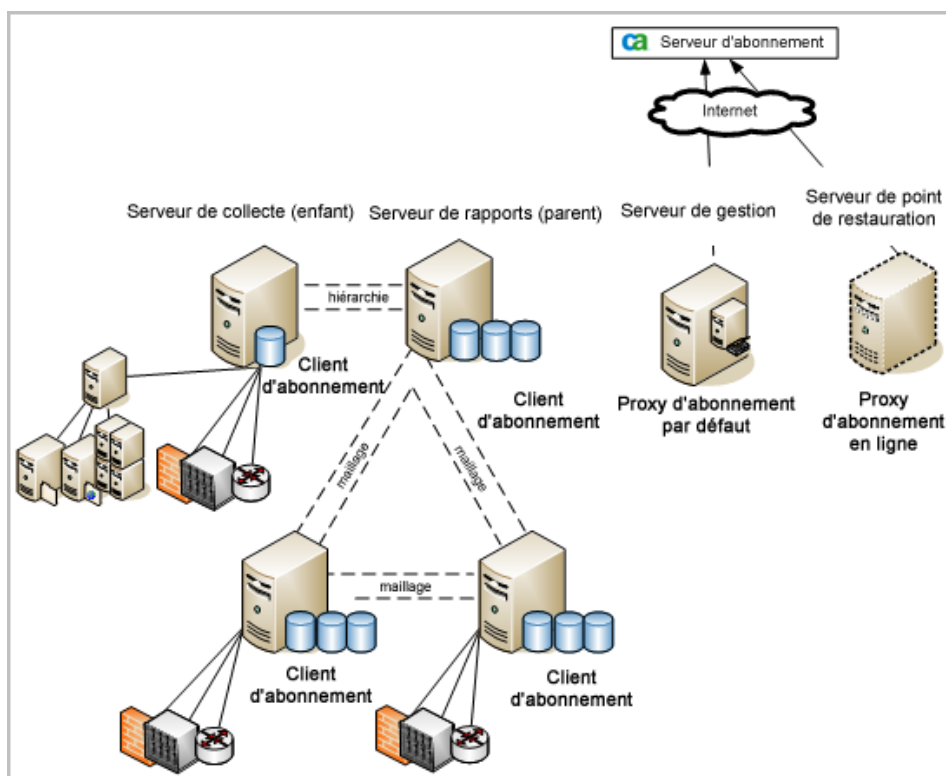 ca Serveur d'abonnement
Internet
Serveur de collecte (enfant)
Serveur de rapports (parent)
Serveur de gestion
Serveur de point
de restauration
hiérarchie
Client
d'abonnement
Client
d'abonnement
Proxy d'abonnement
par défaut
Proxy
d'abonnement
en ligne
maillage
maillage
maillage
Client
d'abonnement
Client
d'abonnement